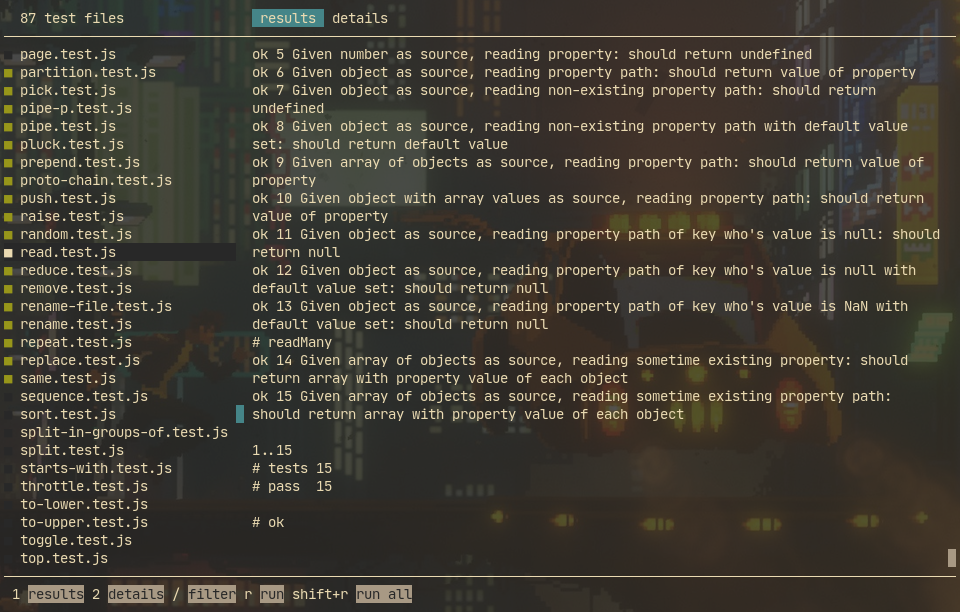 87 test files
results details
page.test.js
partition.test.js
pick.test.js
pipe-p.test.js
pipe.test.js
pluck.test.js
prepend.test.js
proto-chain.test.js
push.test.js
raise.test.js
random.test.js
read.test.js
reduce.test.js
remove.test.js
rename-file.test.js
rename.test.js
repeat.test.js
replace.test.js
same.test.js
sequence.test.js
sort.test.js
split-in-groups-of.test.js
split.test.js
starts-with.test.js
throttle.test.js
to-lower.test.js
to-upper.test.js
toggle.test.js
top.test.js
ok 5 Given number as source, reading property: should return undefined
ok 6 Given object as source, reading property path: should return value of property
ok 7 Given object as source, reading non-existing property path: should return
undefined
ok 8 Given object as source, reading non-existing property path with default value
set: should return default value
ok 9 Given array of objects as source, reading property path: should return value of
property
ok 10 Given object with array values as source, reading property path: should return
value of property
ok 11 Given object as source, reading property path of key who's value is null: should
return null
ok 12 Given object as source, reading property path of key who's value is null with
default value set: should return null
ok 13 Given object as source, reading property path of key who's value is NaN with
default value set: should return null
# readMany
ok 14 Given array of objects as source, reading sometime existing property: should
return array with property value of each object
ok 15 Given array of objects as source, reading sometime existing property path:
should return array with property value of each object
1..15
# tests 15
# pass  15
# ok
1 results 2 details / filter r run shift+r run all